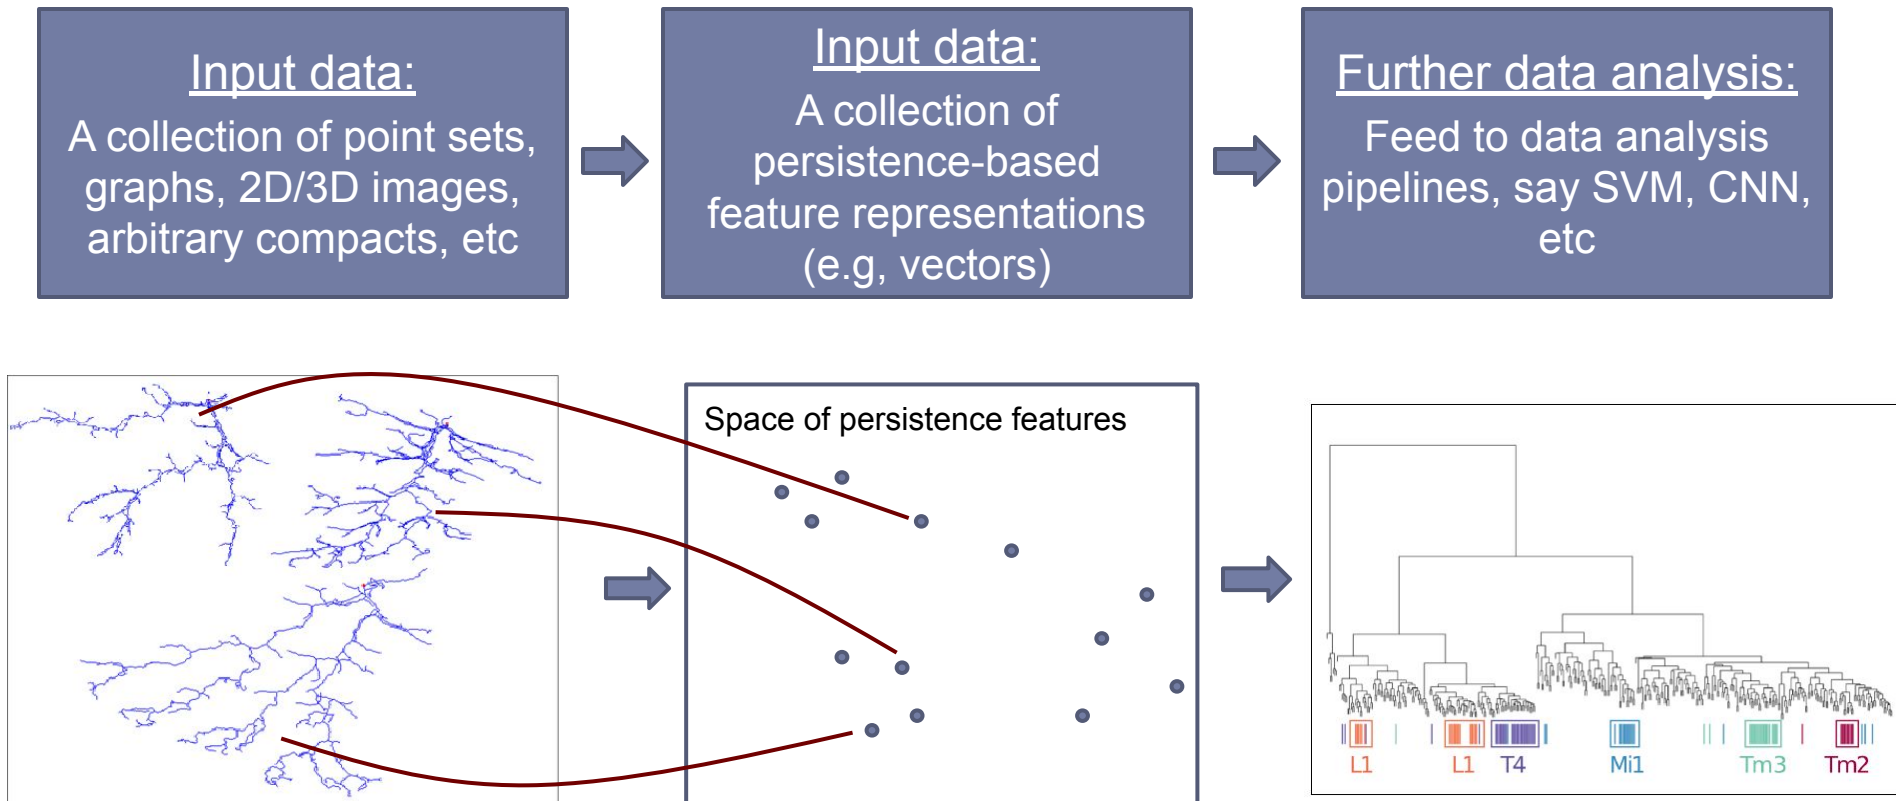 Input data:
A collection of point sets,
graphs, 2D/3D images,
arbitrary compacts, etc
Input data:
A collection of
persistence-based
feature representations
(e.g, vectors)
Further data analysis:
Feed to data analysis
pipelines, say SVM, CNN,
etc
Space of persistence features
L1
L1
T4
Mi1
Tm3
Tm2